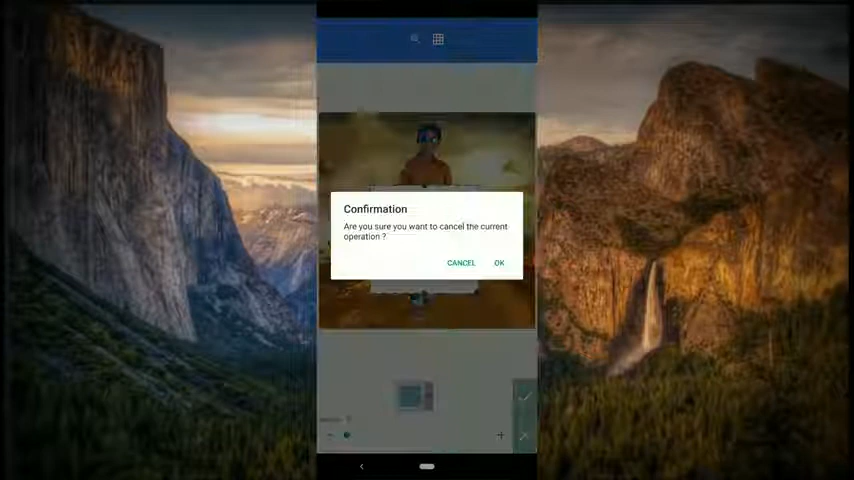 Confirmation
Are you sure you want to cancel the current
operation ?
CANCEL
OK